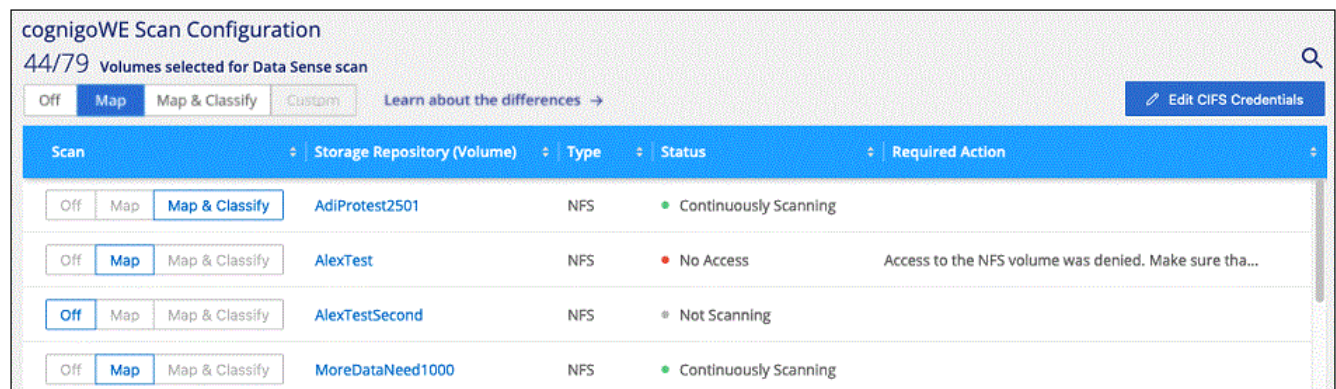 cognigoWE Scan Configuration
44/79 Volumes selected for Data Sense scan
Off Map Map & Classify Custom Learn about the differences → Edit CIFS Credentials
Scan Storage Repository (Volume) Type Status Required Action
Off Map Map & Classify AdiProtest2501 NFS Continuously Scanning
Off Map Map & Classify AlexTest NFS No Access Access to the NFS volume was denied. Make sure tha...
Off Map Map & Classify AlexTestSecond NFS Not Scanning
Off Map Map & Classify MoreDataNeed1000 NFS Continuously Scanning